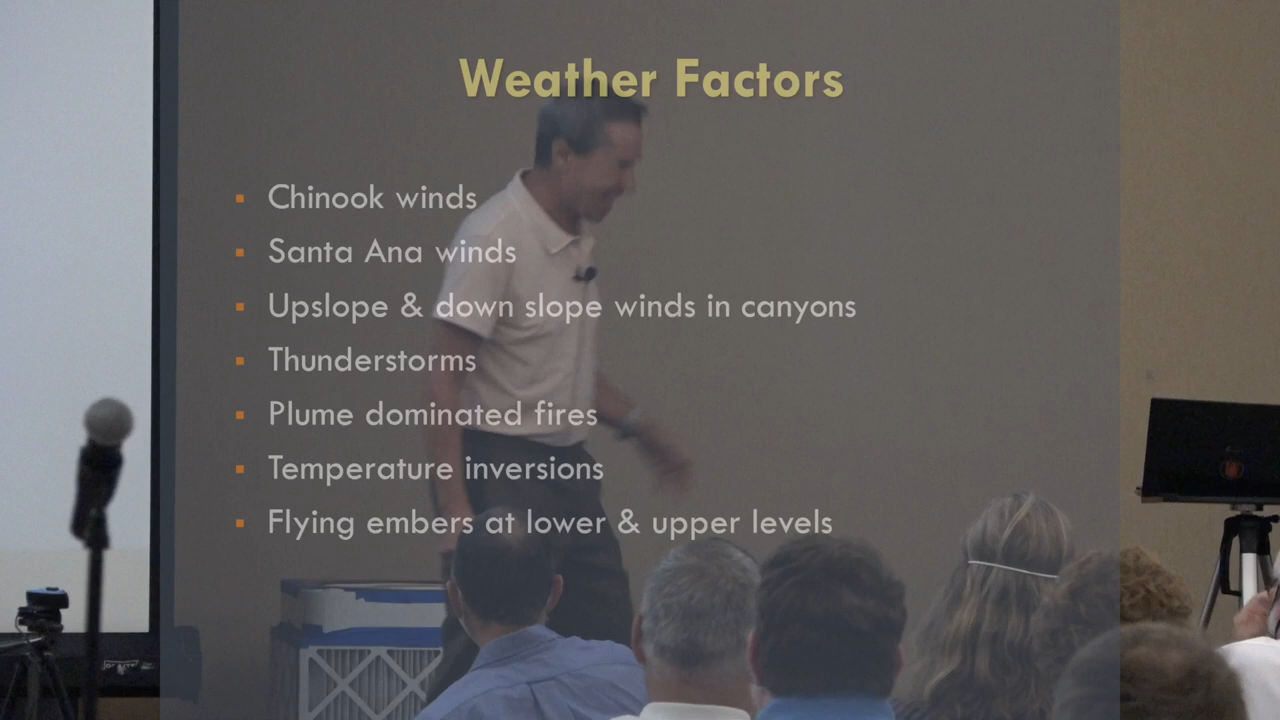 Weather Factors
▪ Chinook winds
▪ Santa Ana winds
▪ Upslope & down slope winds in canyons
▪ Thunderstorms
▪ Plume dominated fires
▪ Temperature inversions
▪ Flying embers at lower & upper levels